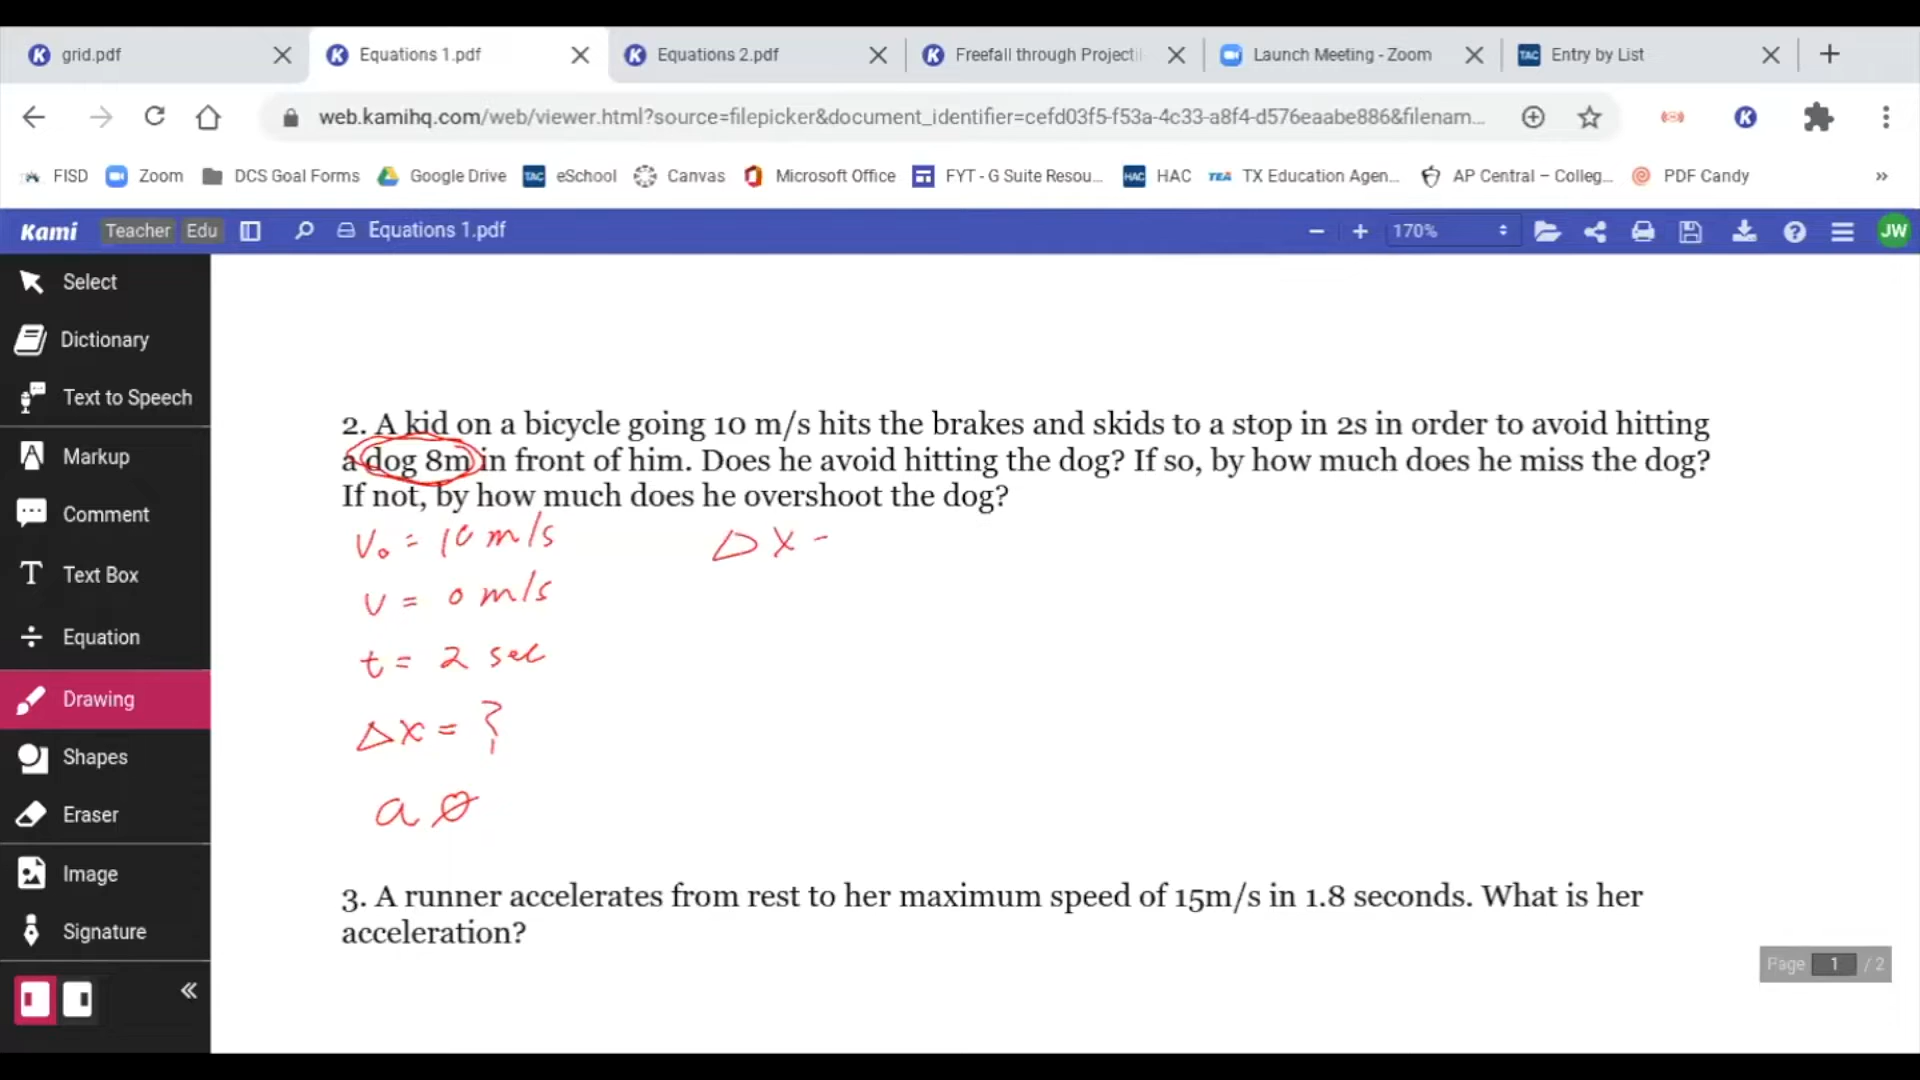 grid.pdf
Equations 1.pdf
Equations 2.pdf
Freefall through Projectil
Launch Meeting - Zoom
TAC Entry by List
web.kamihq.com/web/viewer.html?source=filepicker&document_identifier=cefd03f5-f53a-4c33-a8f4-d576eaabe886&filenam...
FISD Zoom DCS Goal Forms Google Drive TAC eSchool Canvas Microsoft Office FYT - G Suite Resou... HAC HAC TEA TX Education Agen... AP Central – Colleg... PDF Candy »
Kami Teacher Edu Equations 1.pdf 170% JW
Select
Dictionary
Text to Speech
Markup
Comment
Text Box
Equation
Drawing
Shapes
Eraser
Image
Signature
2. A kid on a bicycle going 10 m/s hits the brakes and skids to a stop in 2s in order to avoid hitting
a dog 8m in front of him. Does he avoid hitting the dog? If so, by how much does he miss the dog?
If not, by how much does he overshoot the dog?
v₀ = 10 m/s
Δx -
v = 0 m/s
t = 2 sec
Δx = ?
a Ø
3. A runner accelerates from rest to her maximum speed of 15m/s in 1.8 seconds. What is her
acceleration?
Page 1 / 2